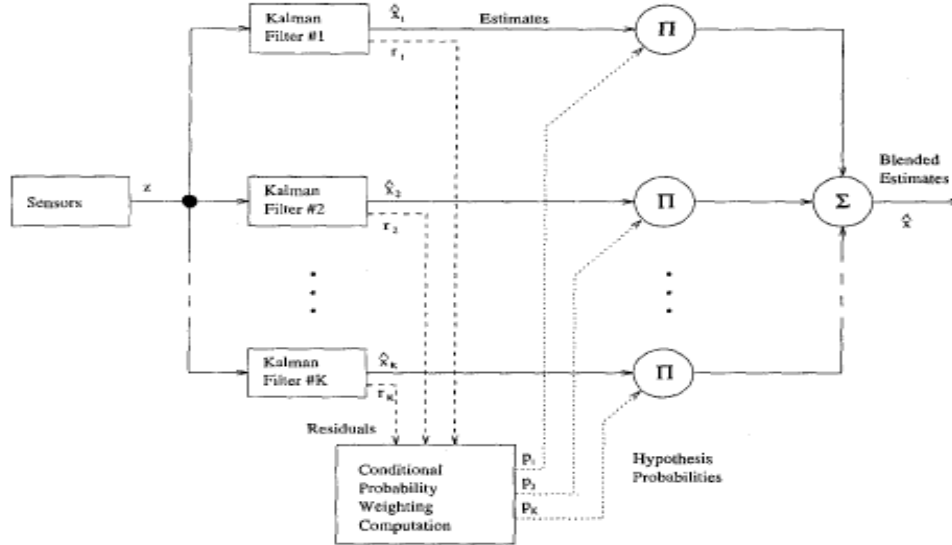 Kalman
Filter #1
x̂₁
Estimates
r₁
Π
Sensors
z
Kalman
Filter #2
x̂₂
r₂
Π
Σ
Blended
Estimates
x̂
Kalman
Filter #K
x̂ₖ
rₖ
Π
Residuals
Conditional
Probability
Weighting
Computation
p₁
p₂
pₖ
Hypothesis
Probabilities